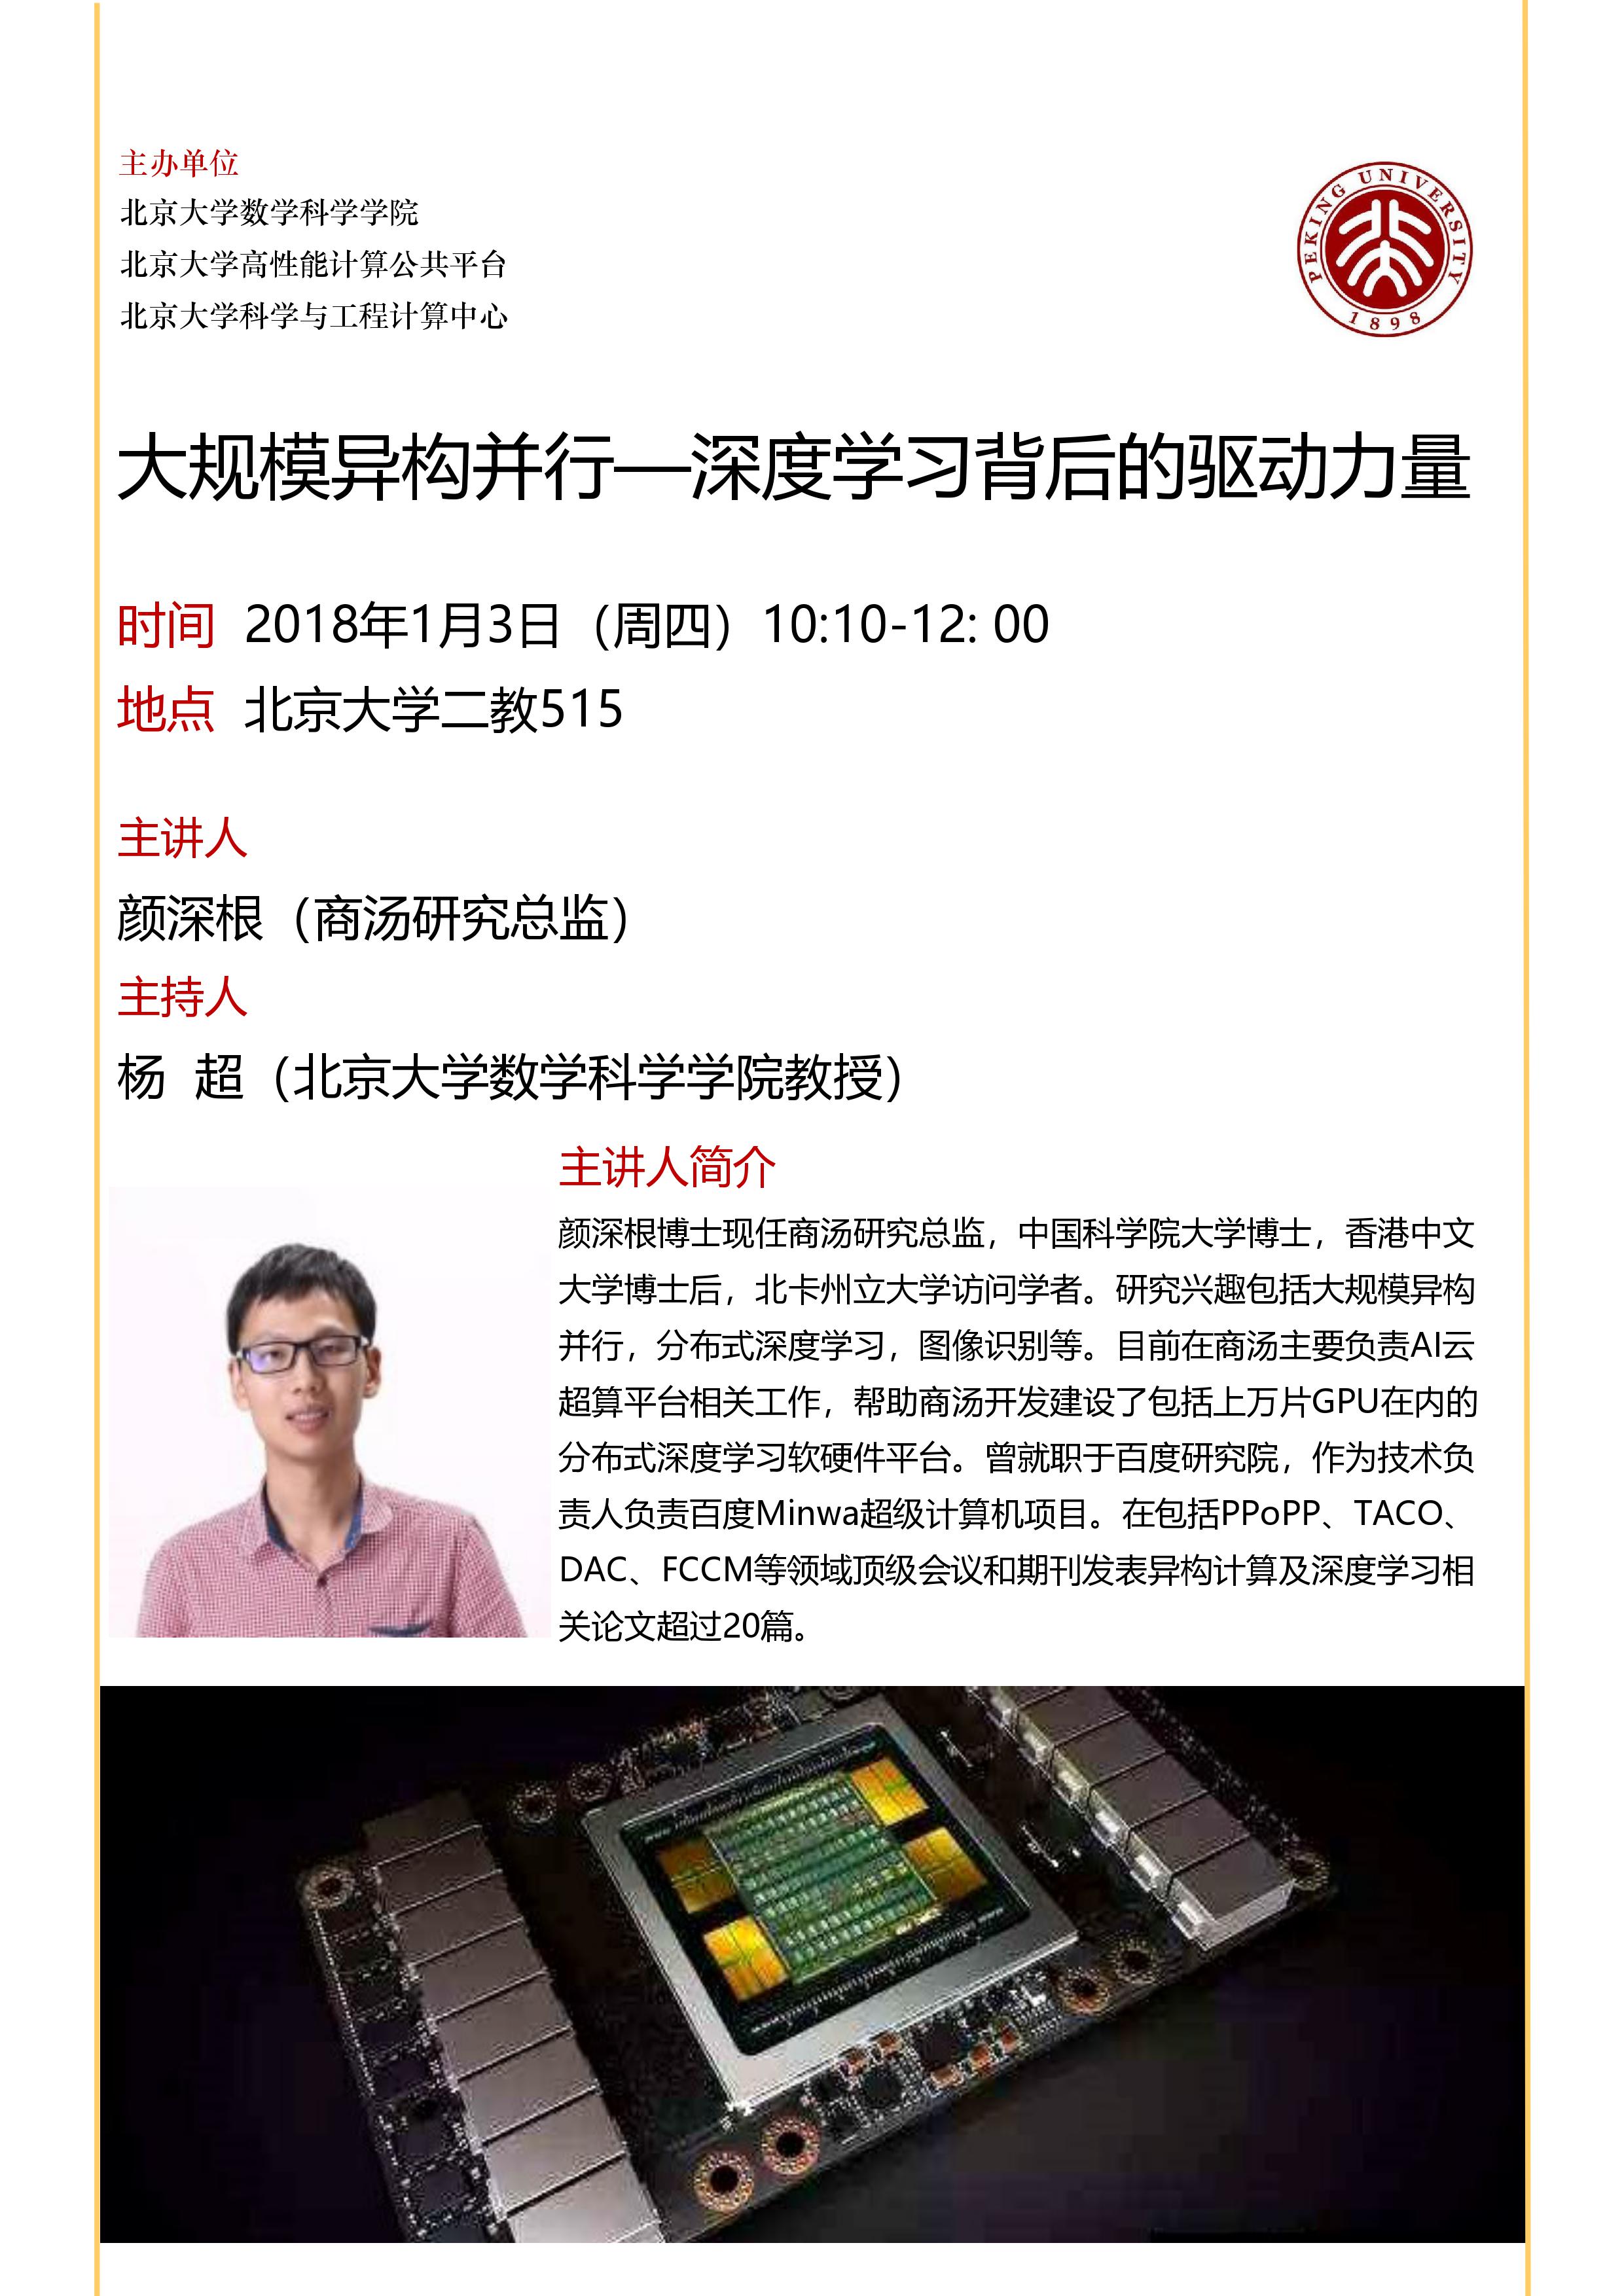 主办单位
北京大学数学科学学院
北京大学高性能计算公共平台
北京大学科学与工程计算中心
PEKING UNIVERSITY
1898
大规模异构并行—深度学习背后的驱动力量
时间 2018年1月3日（周四）10:10-12: 00
地点 北京大学二教515
主讲人
颜深根（商汤研究总监）
主持人
杨 超（北京大学数学科学学院教授）
主讲人简介
颜深根博士现任商汤研究总监，中国科学院大学博士，香港中文
大学博士后，北卡州立大学访问学者。研究兴趣包括大规模异构
并行，分布式深度学习，图像识别等。目前在商汤主要负责AI云
超算平台相关工作，帮助商汤开发建设了包括上万片GPU在内的
分布式深度学习软硬件平台。曾就职于百度研究院，作为技术负
责人负责百度Minwa超级计算机项目。在包括PPoPP、TACO、
DAC、FCCM等领域顶级会议和期刊发表异构计算及深度学习相
关论文超过20篇。